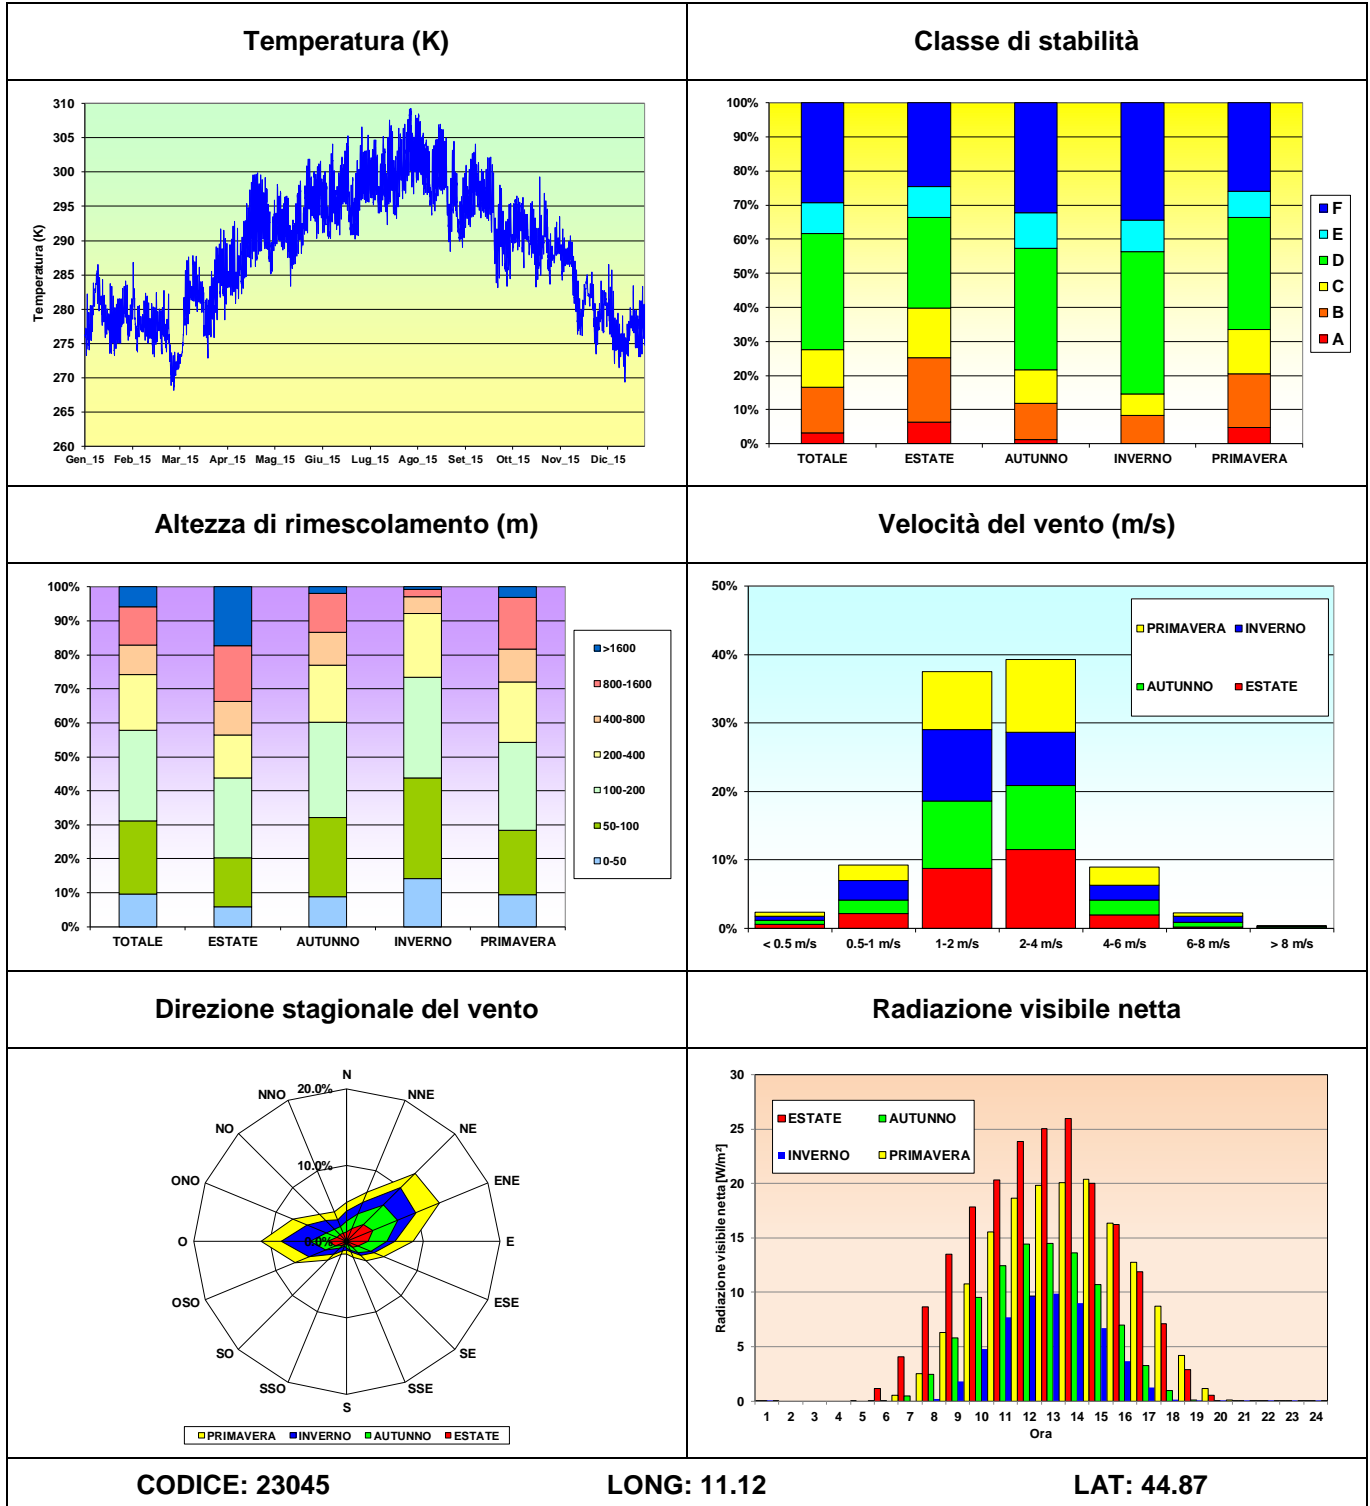 Temperatura (K)
Classe di stabilità
310
305
300
295
290
285
280
275
270
265
260
Temperatura (K)
Gen_15 Feb_15 Mar_15 Apr_15 Mag_15 Giu_15 Lug_15 Ago_15 Set_15 Ott_15 Nov_15 Dic_15
100%
90%
80%
70%
60%
50%
40%
30%
20%
10%
0%
TOTALE ESTATE AUTUNNO INVERNO PRIMAVERA
F
E
D
C
B
A
Altezza di rimescolamento (m)
Velocità del vento (m/s)
100%
90%
80%
70%
60%
50%
40%
30%
20%
10%
0%
TOTALE ESTATE AUTUNNO INVERNO PRIMAVERA
>1600
800-1600
400-800
200-400
100-200
50-100
0-50
50%
40%
30%
20%
10%
0%
PRIMAVERA INVERNO
AUTUNNO ESTATE
< 0.5 m/s 0.5-1 m/s 1-2 m/s 2-4 m/s 4-6 m/s 6-8 m/s > 8 m/s
Direzione stagionale del vento
Radiazione visibile netta
N
NNE
NE
ENE
E
ESE
SE
SSE
S
SSO
SO
OSO
O
ONO
NO
NNO
20.0%
10.0%
0.0%
PRIMAVERA INVERNO AUTUNNO ESTATE
30
25
20
15
10
5
0
Radiazione visibile netta [W/m²]
ESTATE AUTUNNO
INVERNO PRIMAVERA
1 2 3 4 5 6 7 8 9 10 11 12 13 14 15 16 17 18 19 20 21 22 23 24
Ora
CODICE: 23045 LONG: 11.12 LAT: 44.87